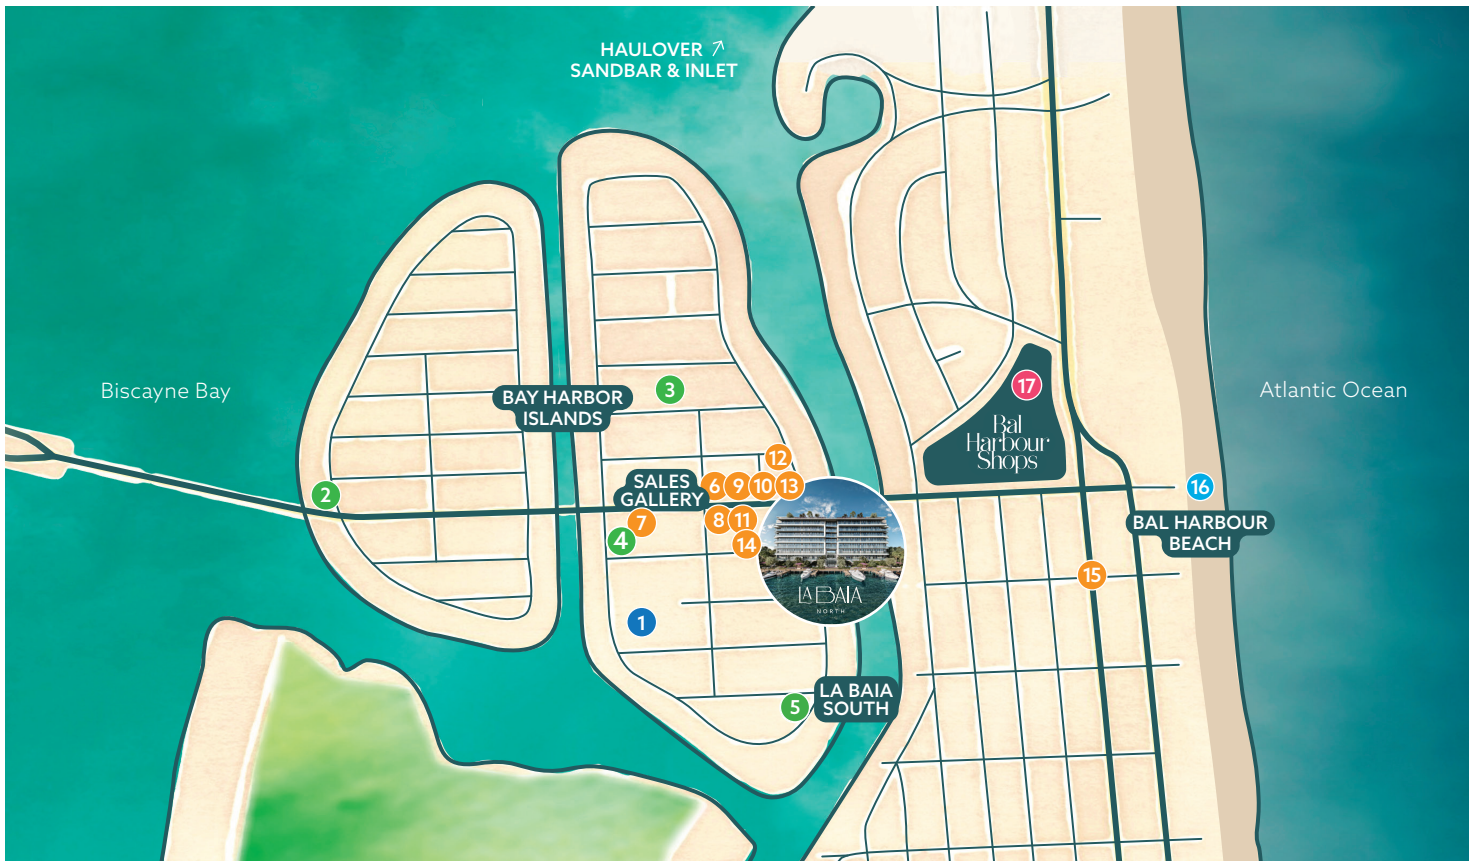 HAULOVER
SANDBAR & INLET
Biscayne Bay
Atlantic Ocean
BAY HARBOR
ISLANDS
3
17
Bal
Harbour
Shops
12
2
SALES
GALLERY
6
9
10
13
16
7
8
11
4
14
BAL HARBOUR
BEACH
15
LA BAIA
NORTH
1
5
LA BAIA
SOUTH